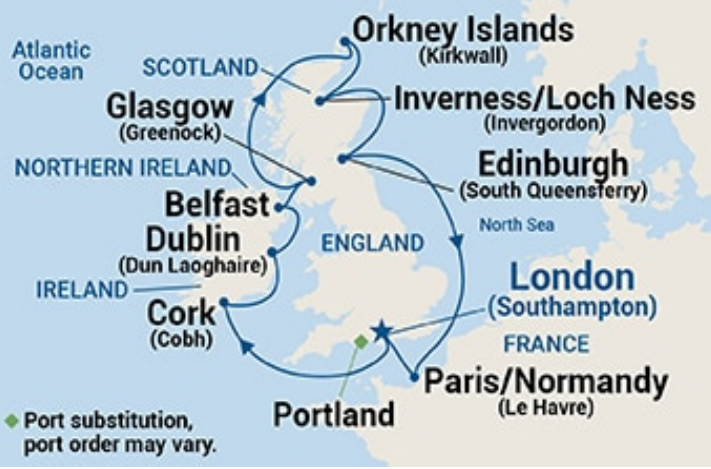 Orkney Islands
(Kirkwall)
Atlantic
Ocean
SCOTLAND
Glasgow
(Greenock)
Inverness/Loch Ness
(Invergordon)
NORTHERN IRELAND
Edinburgh
(South Queensferry)
Belfast
Dublin
(Dun Laoghaire)
North Sea
ENGLAND
IRELAND
London
(Southampton)
Cork
(Cobh)
FRANCE
Paris/Normandy
(Le Havre)
Portland
Port substitution,
port order may vary.